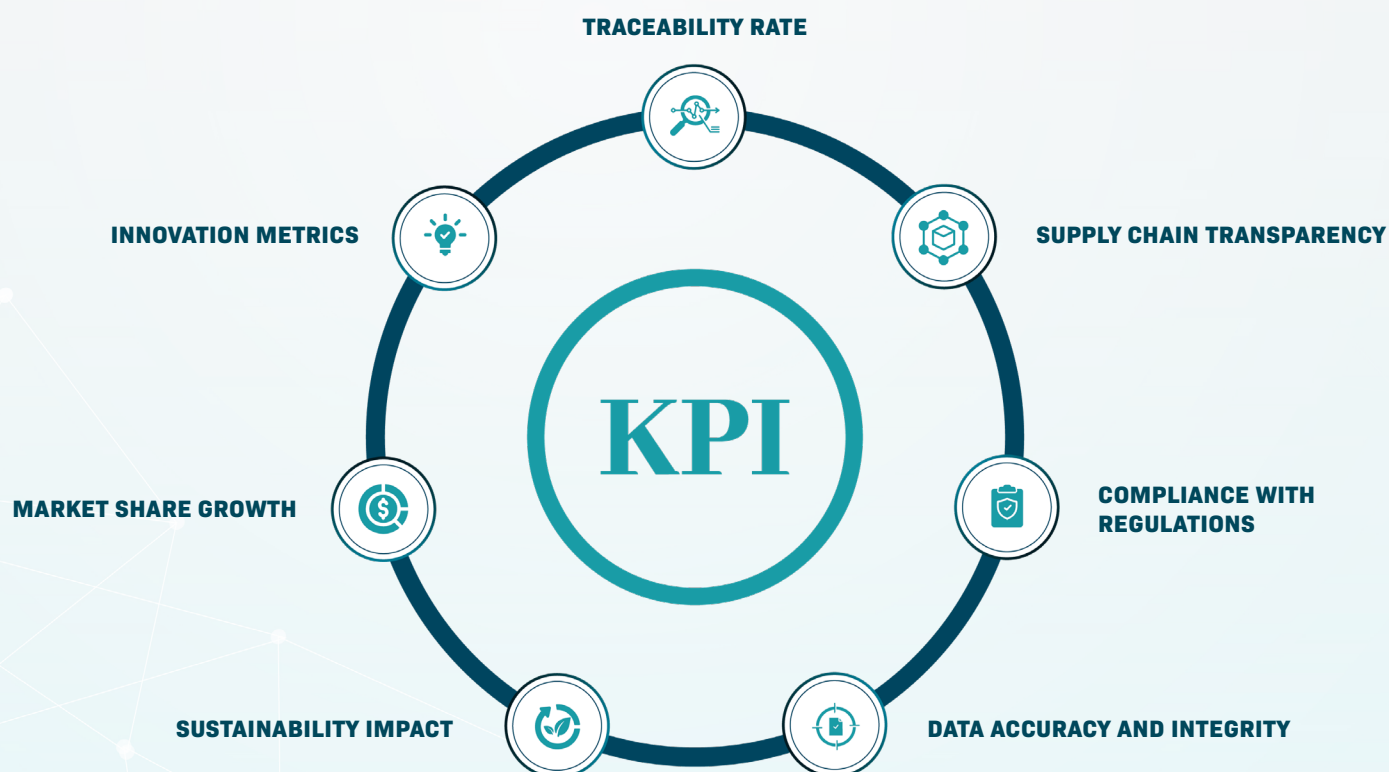 TRACEABILITY RATE
INNOVATION METRICS
SUPPLY CHAIN TRANSPARENCY
KPI
MARKET SHARE GROWTH
COMPLIANCE WITH
REGULATIONS
SUSTAINABILITY IMPACT
DATA ACCURACY AND INTEGRITY